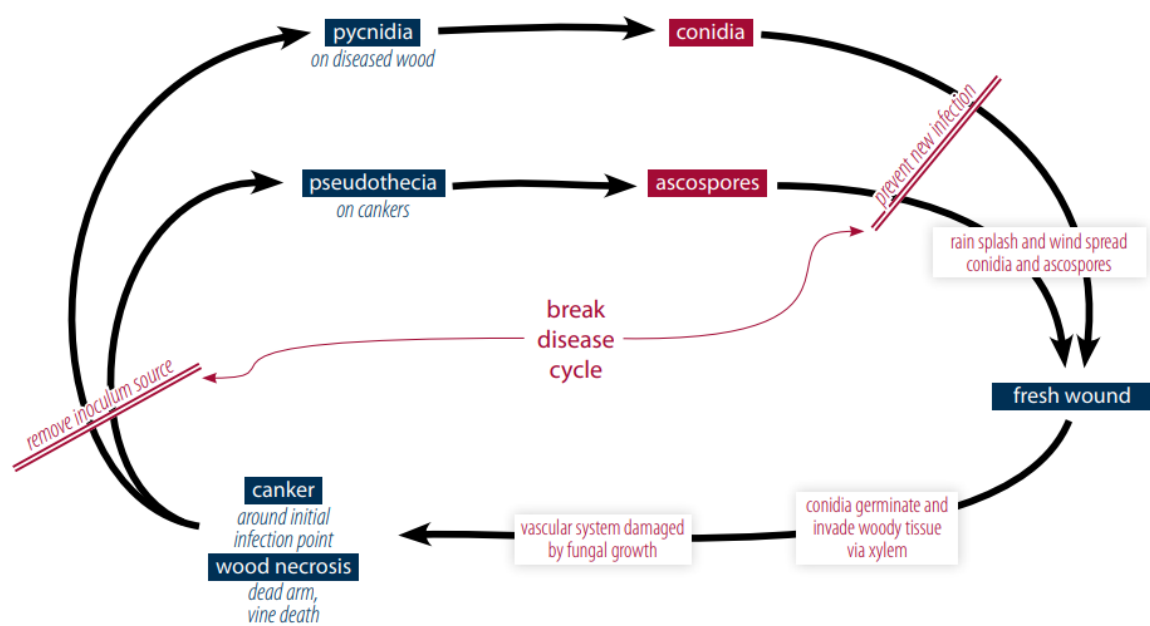 pycnidia
on diseased wood
conidia
prevent new infection
pseudothecia
on cankers
ascospores
rain splash and wind spread
conidia and ascospores
break
disease
cycle
remove inoculum source
fresh wound
canker
around initial
infection point
wood necrosis
dead arm,
vine death
vascular system damaged
by fungal growth
conidia germinate and
invade woody tissue
via xylem